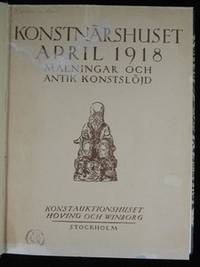 KONSTNÄRSHUSET
APRIL 1918
MÅLNINGAR OCH
ANTIK KONSTSLÖJD
KONSTAUKTIONSHUSET
HOVING OCH WINBORG
STOCKHOLM